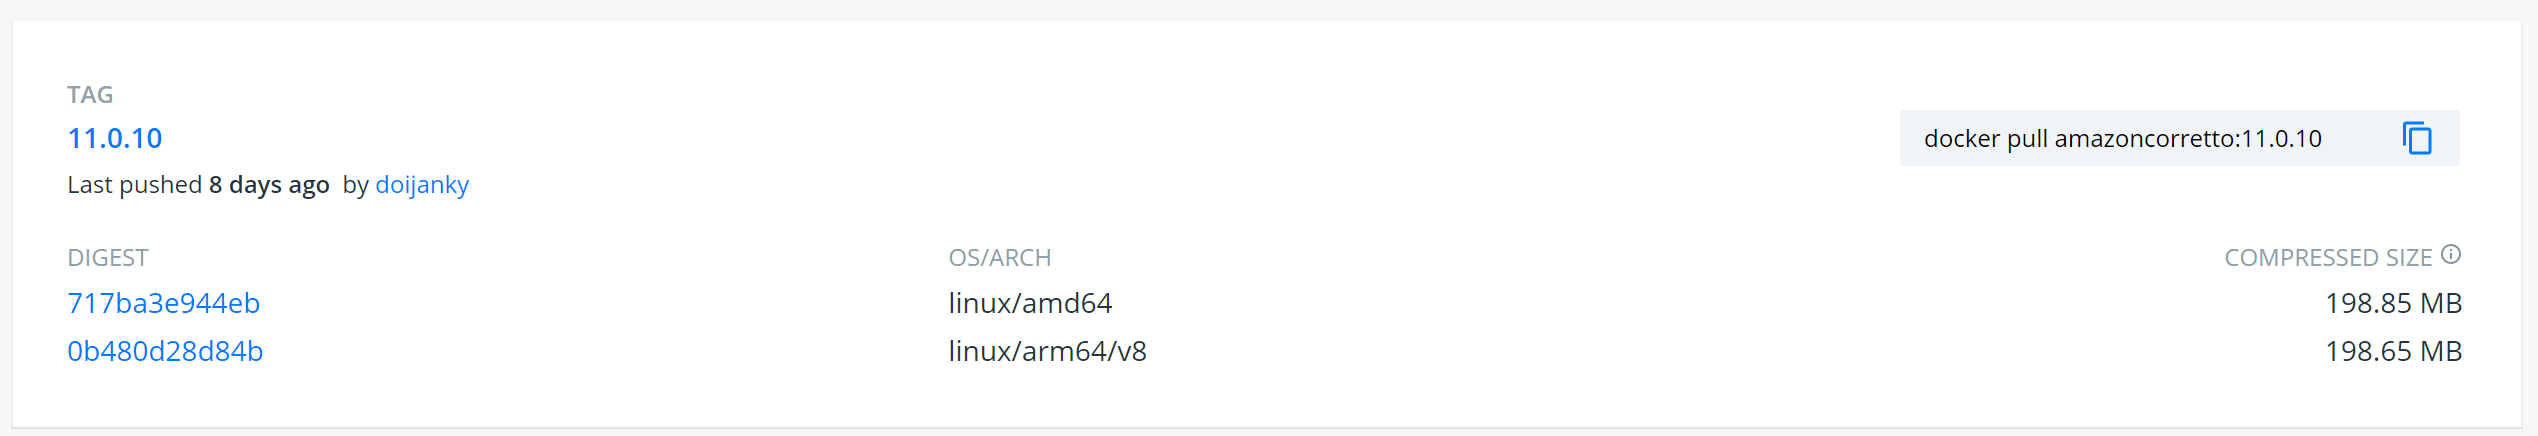 TAG
11.0.10
docker pull amazoncorretto:11.0.10
Last pushed 8 days ago by doijanky
DIGEST OS/ARCH COMPRESSED SIZE
717ba3e944eb linux/amd64 198.85 MB
0b480d28d84b linux/arm64/v8 198.65 MB